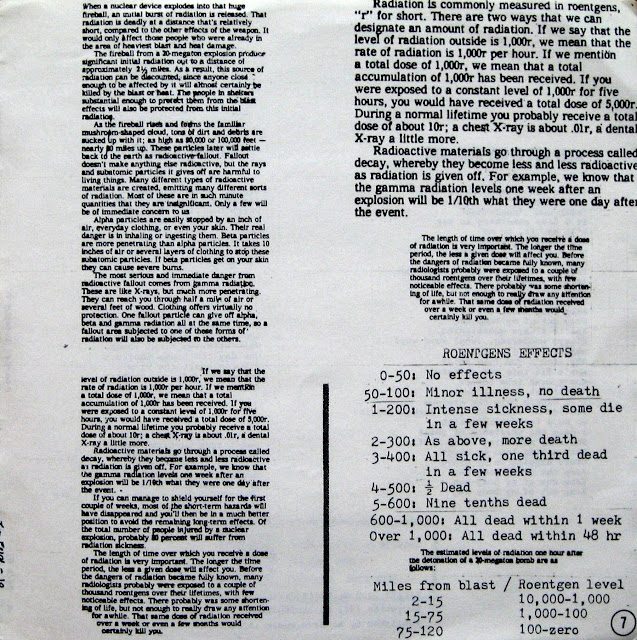 When a nuclear device explodes into that huge
fireball, an initial burst of radiation is released. That
radiation is deadly at a distance that's relatively
short, compared to the other effects of the weapon. It
would only affect those people who were already in
the area of heaviest blast and heat damage.
The fireball from a 20-megaton explosion produce
significant initial radiation out to a distance of
approximately 2½ miles. As a result, this source of
radiation can be discounted, since anyone close
enough to be affected by it will almost certainly be
killed by the blast or heat. The people in shelters
substantial enough to protect them from the blast
effects will also be protected from this initial
radiation.
As the fireball rises and forms the familiar
mushroom-shaped cloud, tons of dirt and debris are
sucked up with it; as high as 80,000 or 100,000 feet —
nearly 20 miles up. These particles later will settle
back to the earth as radioactive fallout. Fallout
doesn't make anything else radioactive, but the rays
and subatomic particles it gives off are harmful to
living things. Many different types of radioactive
materials are created, emitting many different sorts
of radiation. Most of these are in such minute
quantities that they are insignificant. Only a few will
be of immediate concern to us
Alpha particles are easily stopped by an inch of
air, everyday clothing, or even your skin. Their real
danger is in inhaling or ingesting them. Beta particles
are more penetrating than alpha particles. It takes 10
inches of air or several layers of clothing to stop these
subatomic particles. If beta particles get on your skin
they can cause severe burns.
The most serious and immediate danger from
radioactive fallout comes from gamma radiation.
These are like X-rays, but much more penetrating.
They can reach you through half a mile of air or
several feet of wood. Clothing offers virtually no
protection. One fallout particle can give off alpha,
beta and gamma radiation all at the same time, so a
fallout area subjected to one of these forms of
radiation will also be subjected to the others.
If we say that the
level of radiation outside is 1,000r, we mean that the
rate of radiation is 1,000r per hour. If we mention
a total dose of 1,000r, we mean that a total
accumulation of 1,000r has been received. If you
were exposed to a constant level of 1,000r for five
hours, you would have received a total dose of 5,000r.
During a normal lifetime you probably receive a total
dose of about 10r; a chest X-ray is about .01r, a dental
X-ray a little more.
Radioactive materials go through a process called
decay, whereby they become less and less radioactive
as radiation is given off. For example, we know that
the gamma radiation levels one week after an
explosion will be 1/10th what they were one day after
the event.
If you can manage to shield yourself for the first
couple of weeks, most of the short-term hazards will
have disappeared and you'll then be in a much better
position to avoid the remaining long-term effects. Of
the total number of people injured by a nuclear
explosion, probably 20 percent will suffer from
radiation sickness.
The length of time over which you receive a dose
of radiation is very important. The longer the time
period, the less a given dose will affect you. Before
the dangers of radiation became fully known, many
radiologists probably were exposed to a couple of
thousand roentgens over their lifetimes, with few
noticeable effects. There probably was some shorten-
ing of life, but not enough to really draw any attention
for awhile. That same dose of radiation received
over a week or even a few months would
certainly kill you.
Radiation is commonly measured in roentgens,
"r" for short. There are two ways that we can
designate an amount of radiation. If we say that the
level of radiation outside is 1,000r, we mean that the
rate of radiation is 1,000r per hour. If we mention
a total dose of 1,000r, we mean that a total
accumulation of 1,000r has been received. If you
were exposed to a constant level of 1,000r for five
hours, you would have received a total dose of 5,000r.
During a normal lifetime you probably receive a total
dose of about 10r; a chest X-ray is about .01r, a dental
X-ray a little more.
Radioactive materials go through a process called
decay, whereby they become less and less radioactive
as radiation is given off. For example, we know that
the gamma radiation levels one week after an
explosion will be 1/10th what they were one day after
the event.
The length of time over which you receive a dose
of radiation is very important. The longer the time
period, the less a given dose will affect you. Before
the dangers of radiation became fully known, many
radiologists probably were exposed to a couple of
thousand roentgens over their lifetimes, with few
noticeable effects. There probably was some shorten-
ing of life, but not enough to really draw any attention
for awhile. That same dose of radiation received
over a week or even a few months would
certainly kill you.
ROENTGENS EFFECTS
0-50: No effects
50-100: Minor illness, no death
1-200: Intense sickness, some die
in a few weeks
2-300: As above, more death
3-400: All sick, one third dead
in a few weeks
4-500: ½ Dead
5-600: Nine tenths dead
600-1,000: All dead within 1 week
Over 1,000: All dead within 48 hr
The estimated levels of radiation one hour after
the detonation of a 20-megaton bomb are as
follows:
Miles from blast / Roentgen level
2-15 10,000-1,000
15-75 1,000-100
75-120 100-zero
7